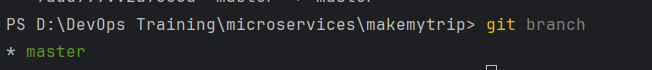 PS D:\DevOps Training\microservices\makemytrip> git branch
* master